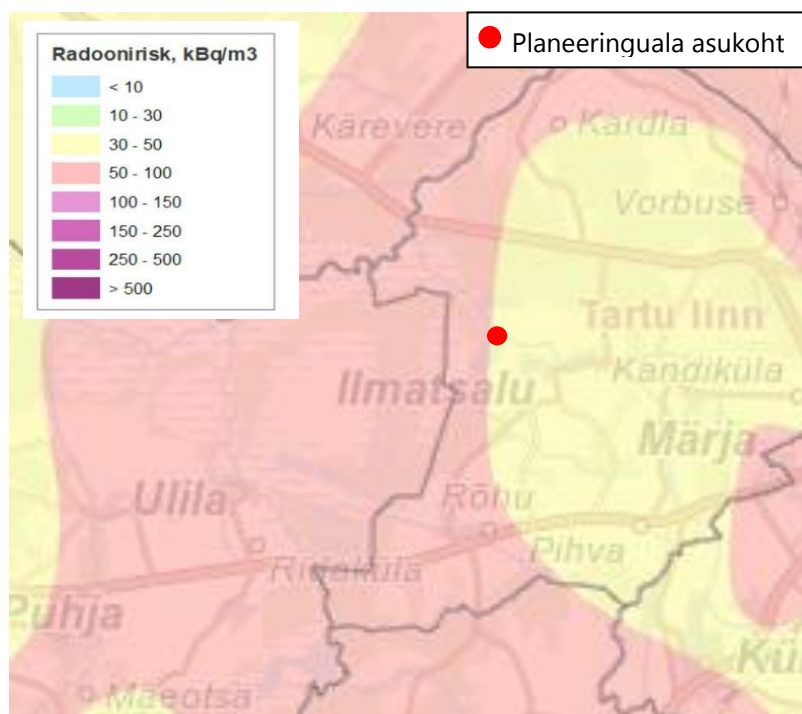 Planeeringuala asukoht
Radoonirisk, kBq/m3
< 10
10 - 30
30 - 50
50 - 100
100 - 150
150 - 250
250 - 500
> 500
Kärevere
Kardla
Vorbuse
Tartu linn
Kandiküla
Ilmatsalu
Märja
Ulila
Rõhu
Pihva
Puhja
Mäeotsa